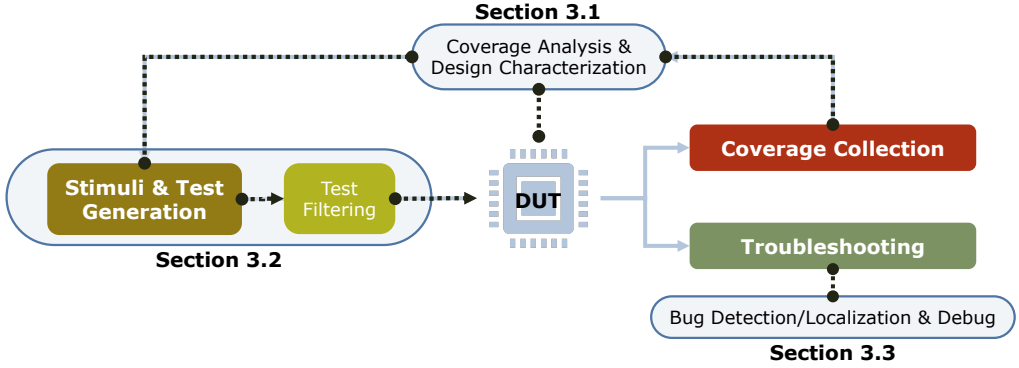 Section 3.1
Coverage Analysis &
Design Characterization
Coverage Collection
Stimuli & Test
Generation
Test
Filtering
DUT
Section 3.2
Troubleshooting
Bug Detection/Localization & Debug
Section 3.3